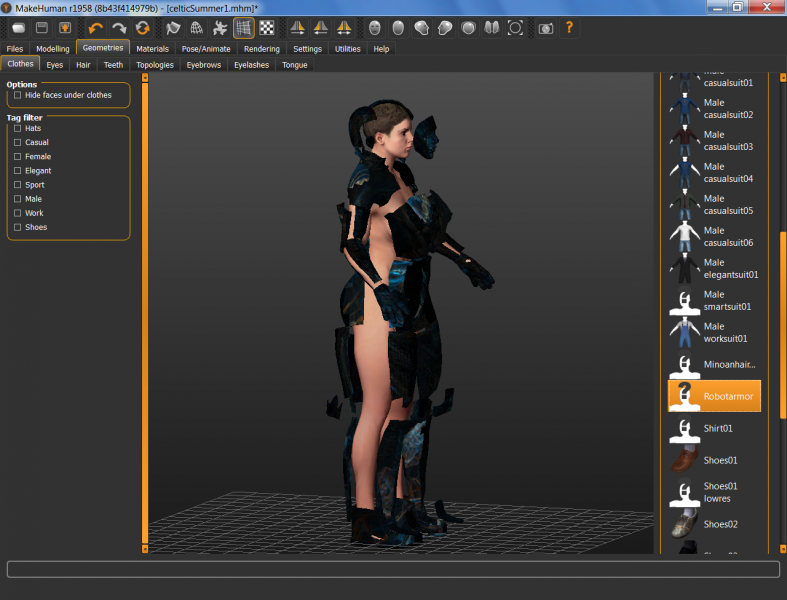 MakeHuman r1958 (8b43f414979b) - [celticSummer1.mhm]*
Files Modelling Geometries Materials Pose/Animate Rendering Settings Utilities Help
Clothes Eyes Hair Teeth Topologies Eyebrows Eyelashes Tongue
Options
Hide faces under clothes
Tag filter
Hats
Casual
Female
Elegant
Sport
Male
Work
Shoes
casualsuit01
Male
casualsuit02
Male
casualsuit03
Male
casualsuit04
Male
casualsuit05
Male
casualsuit06
Male
elegantsuit01
Male
smartsuit01
Male
worksuit01
Minoanhair...
Robotarmor
Shirt01
Shoes01
Shoes01
lowres
Shoes02